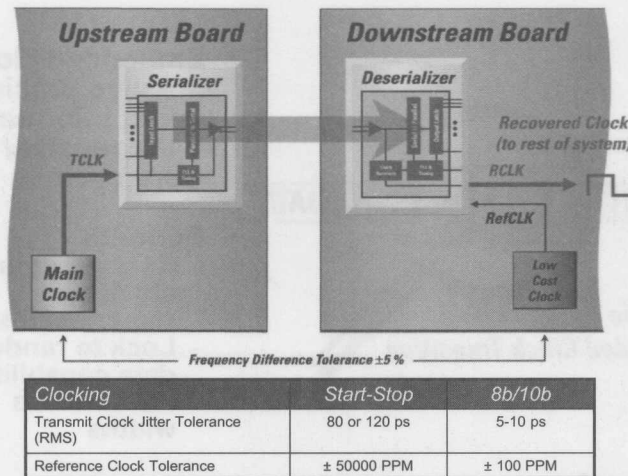 Upstream Board
Downstream Board
Serializer
Deserializer
Input Latch
TCLK
Recovered Clock
(to rest of system,
RCLK
RefCLK
Main
Clock
Low
Cost
Clock
Frequency Difference Tolerance ±5 %
Clocking Start-Stop 8b/10b
Transmit Clock Jitter Tolerance (RMS) 80 or 120 ps 5-10 ps
Reference Clock Tolerance ± 50000 PPM ± 100 PPM